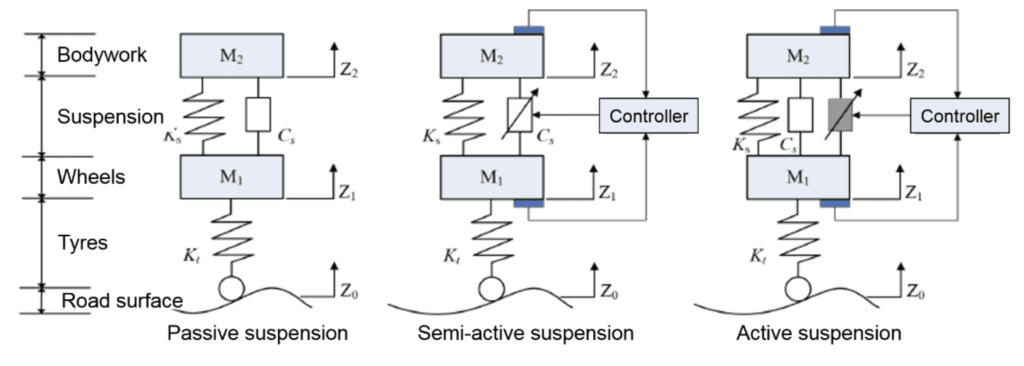 Bodywork
Suspension
Wheels
Tyres
Road surface
M₂
Z₂
Kₛ
Cₛ
M₁
Z₁
Kₜ
Z₀
Passive suspension
M₂
Z₂
Kₛ
Cₛ
Controller
M₁
Z₁
Kₜ
Z₀
Semi-active suspension
M₂
Z₂
Kₛ
Cₛ
Controller
M₁
Z₁
Kₜ
Z₀
Active suspension